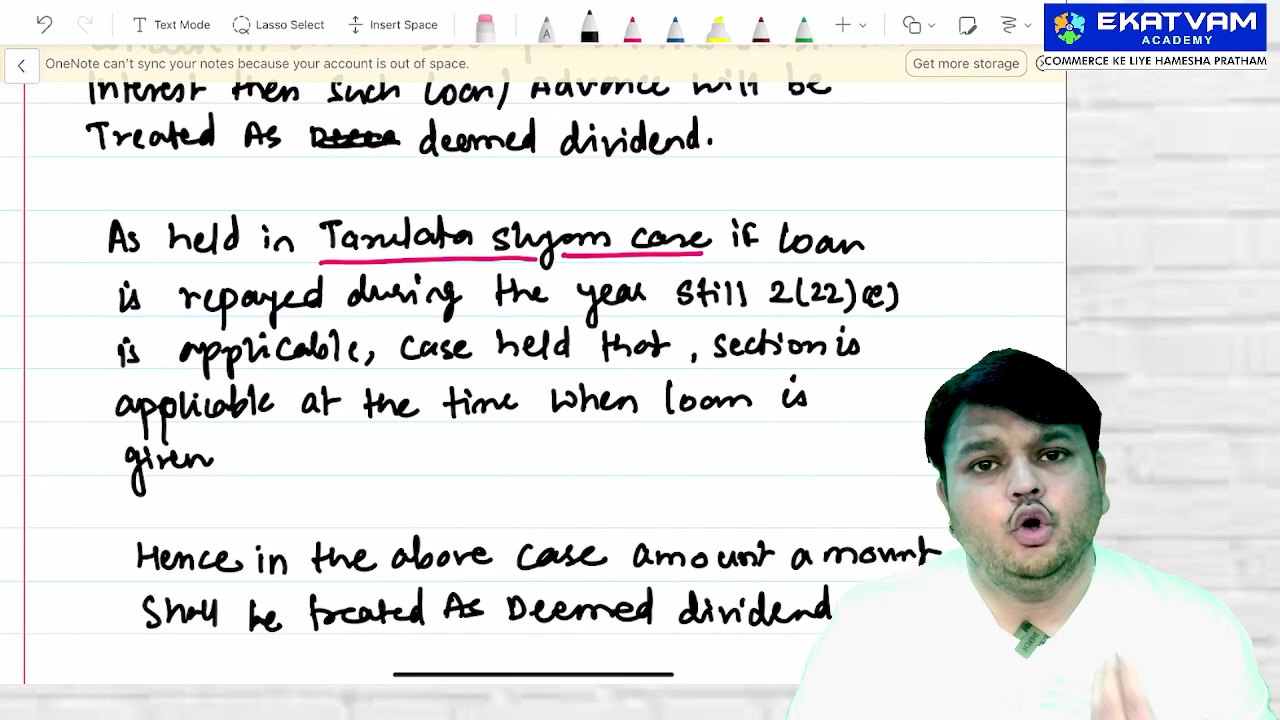 Text Mode
Lasso Select
Insert Space
EKATVAM
ACADEMY
COMMERCE KE LIYE HAMESHA PRATHAM
OneNote can't sync your notes because your account is out of space.
Get more storage
Interest then such loan) Advance will be
Treated As deemed dividend.
As held in Tarulata shyam case if loan
is repayed during the year still 2(22)(e)
is applicable, case held that, section is
applicable at the time when loan is
given
Hence in the above case amount amount
Shall be treated As Deemed dividend